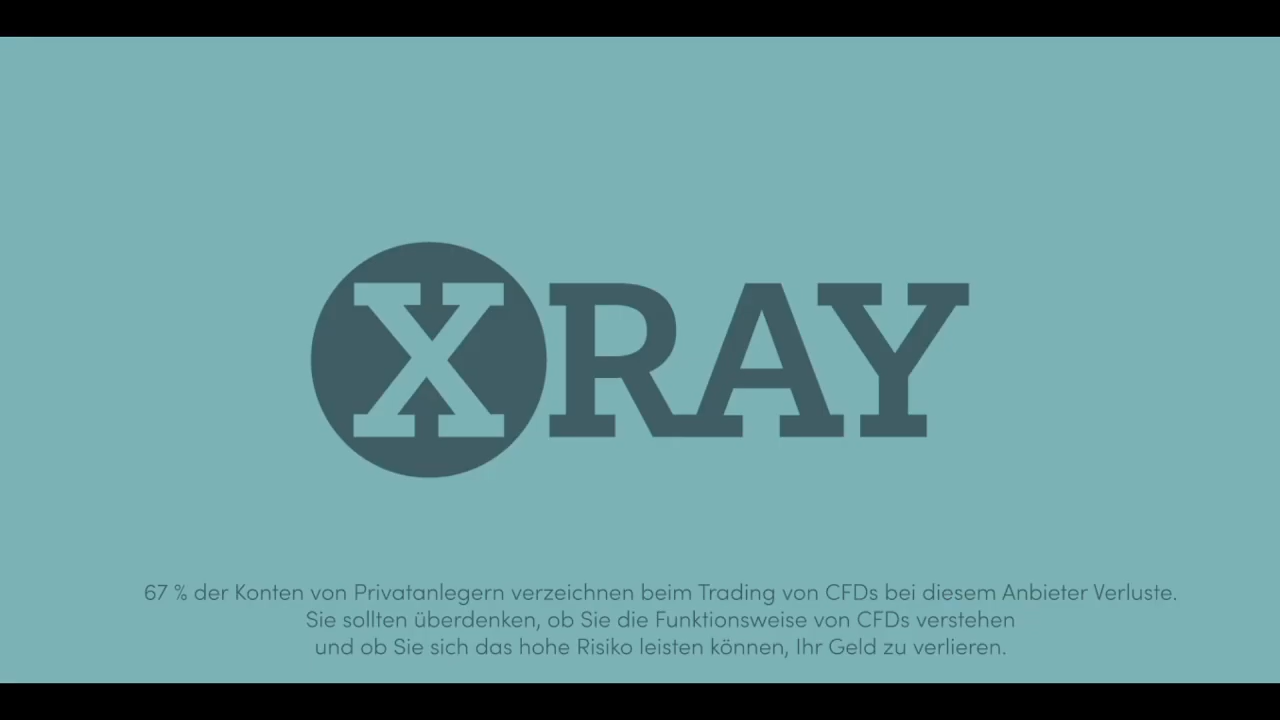 XRAY
67 % der Konten von Privatanlegern verzeichnen beim Trading von CFDs bei diesem Anbieter Verluste.
Sie sollten überdenken, ob Sie die Funktionsweise von CFDs verstehen
und ob Sie sich das hohe Risiko leisten können, Ihr Geld zu verlieren.